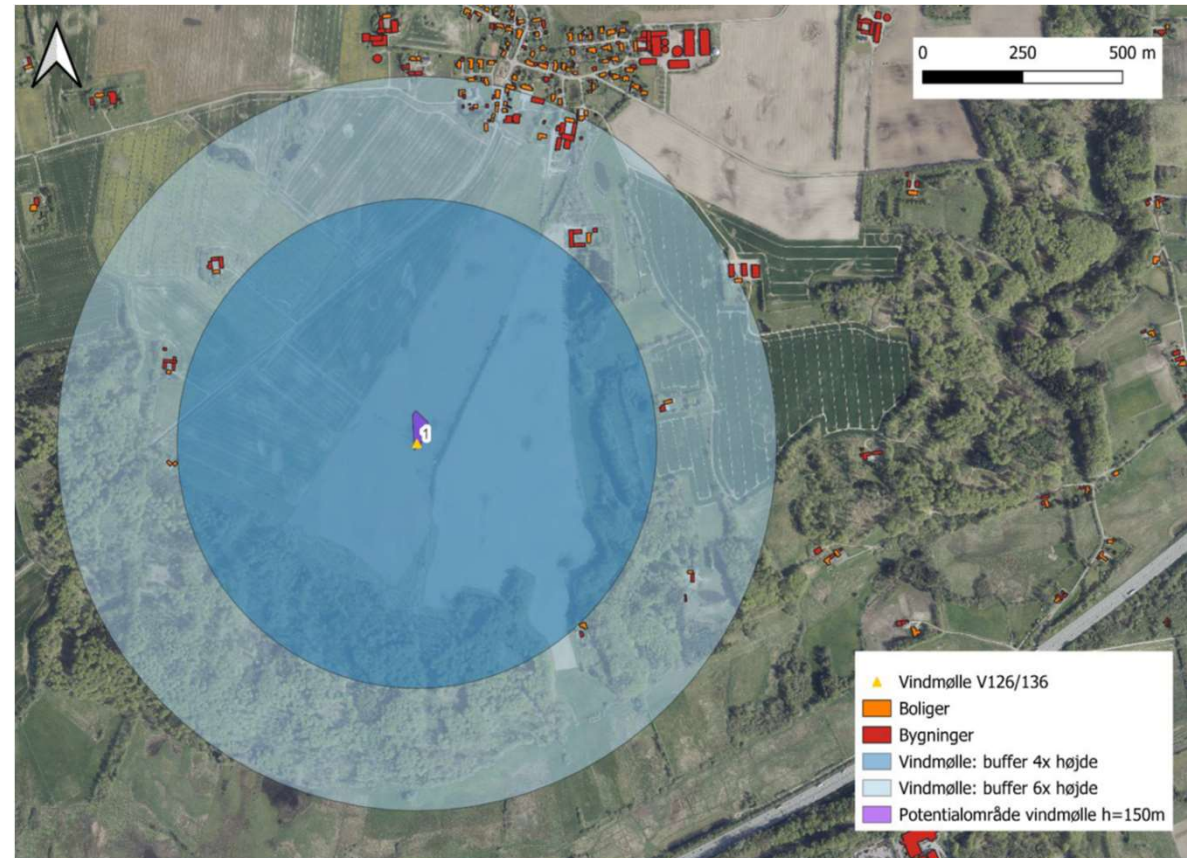 0 250 500 m
1
Vindmølle V126/136
Boliger
Bygninger
Vindmølle: buffer 4x højde
Vindmølle: buffer 6x højde
Potentialområde vindmølle h=150m